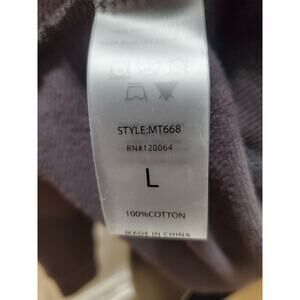 STYLE:MT668
RN#120064
L
100%COTTON
MADE IN CHINA